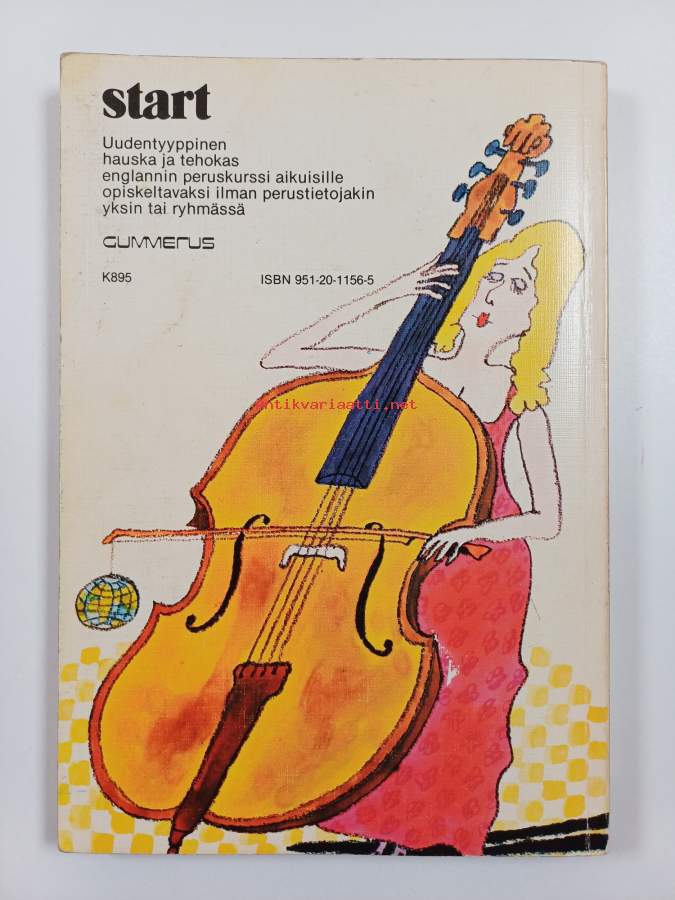 start
Uudentyyppinen
hauska ja tehokas
englannin peruskurssi aikuisille
opiskeltavaksi ilman perustietojakin
yksin tai ryhmässä
GUMMERUS
K895 ISBN 951-20-1156-5
antikvariaatti.net